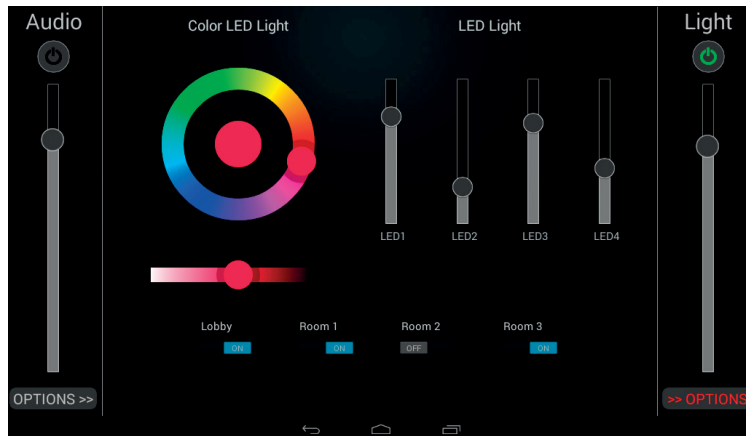 Audio
Color LED Light
LED Light
Light
LED1
LED2
LED3
LED4
Lobby
Room 1
Room 2
Room 3
ON
ON
OFF
ON
OPTIONS >>
>> OPTIONS